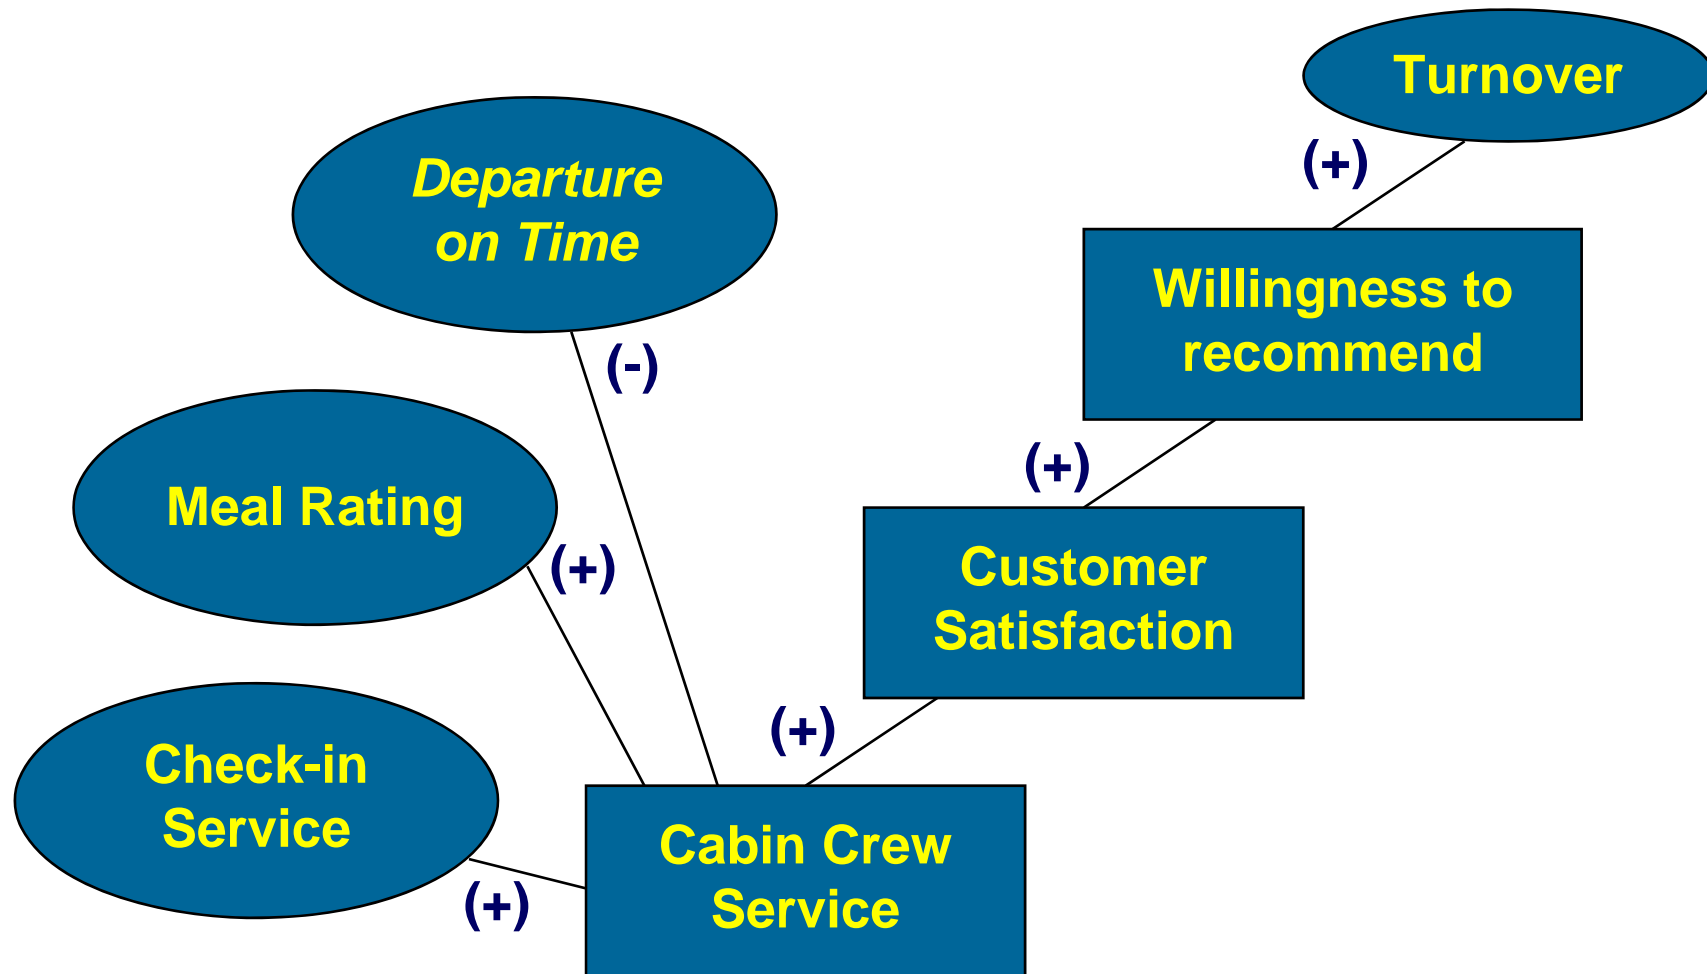 Turnover
(+)
Departure
on Time
Willingness to
recommend
(-)
(+)
Meal Rating
(+)
Customer
Satisfaction
(+)
Check-in
Service
(+)
Cabin Crew
Service